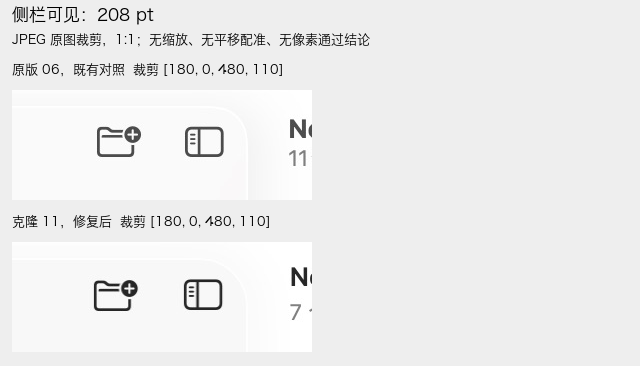 侧栏可见：208 pt
JPEG 原图裁剪，1:1；无缩放、无平移配准、无像素通过结论
原版 06，既有对照 裁剪 [180, 0, 480, 110]
11
克隆 11，修复后 裁剪 [180, 0, 480, 110]
7